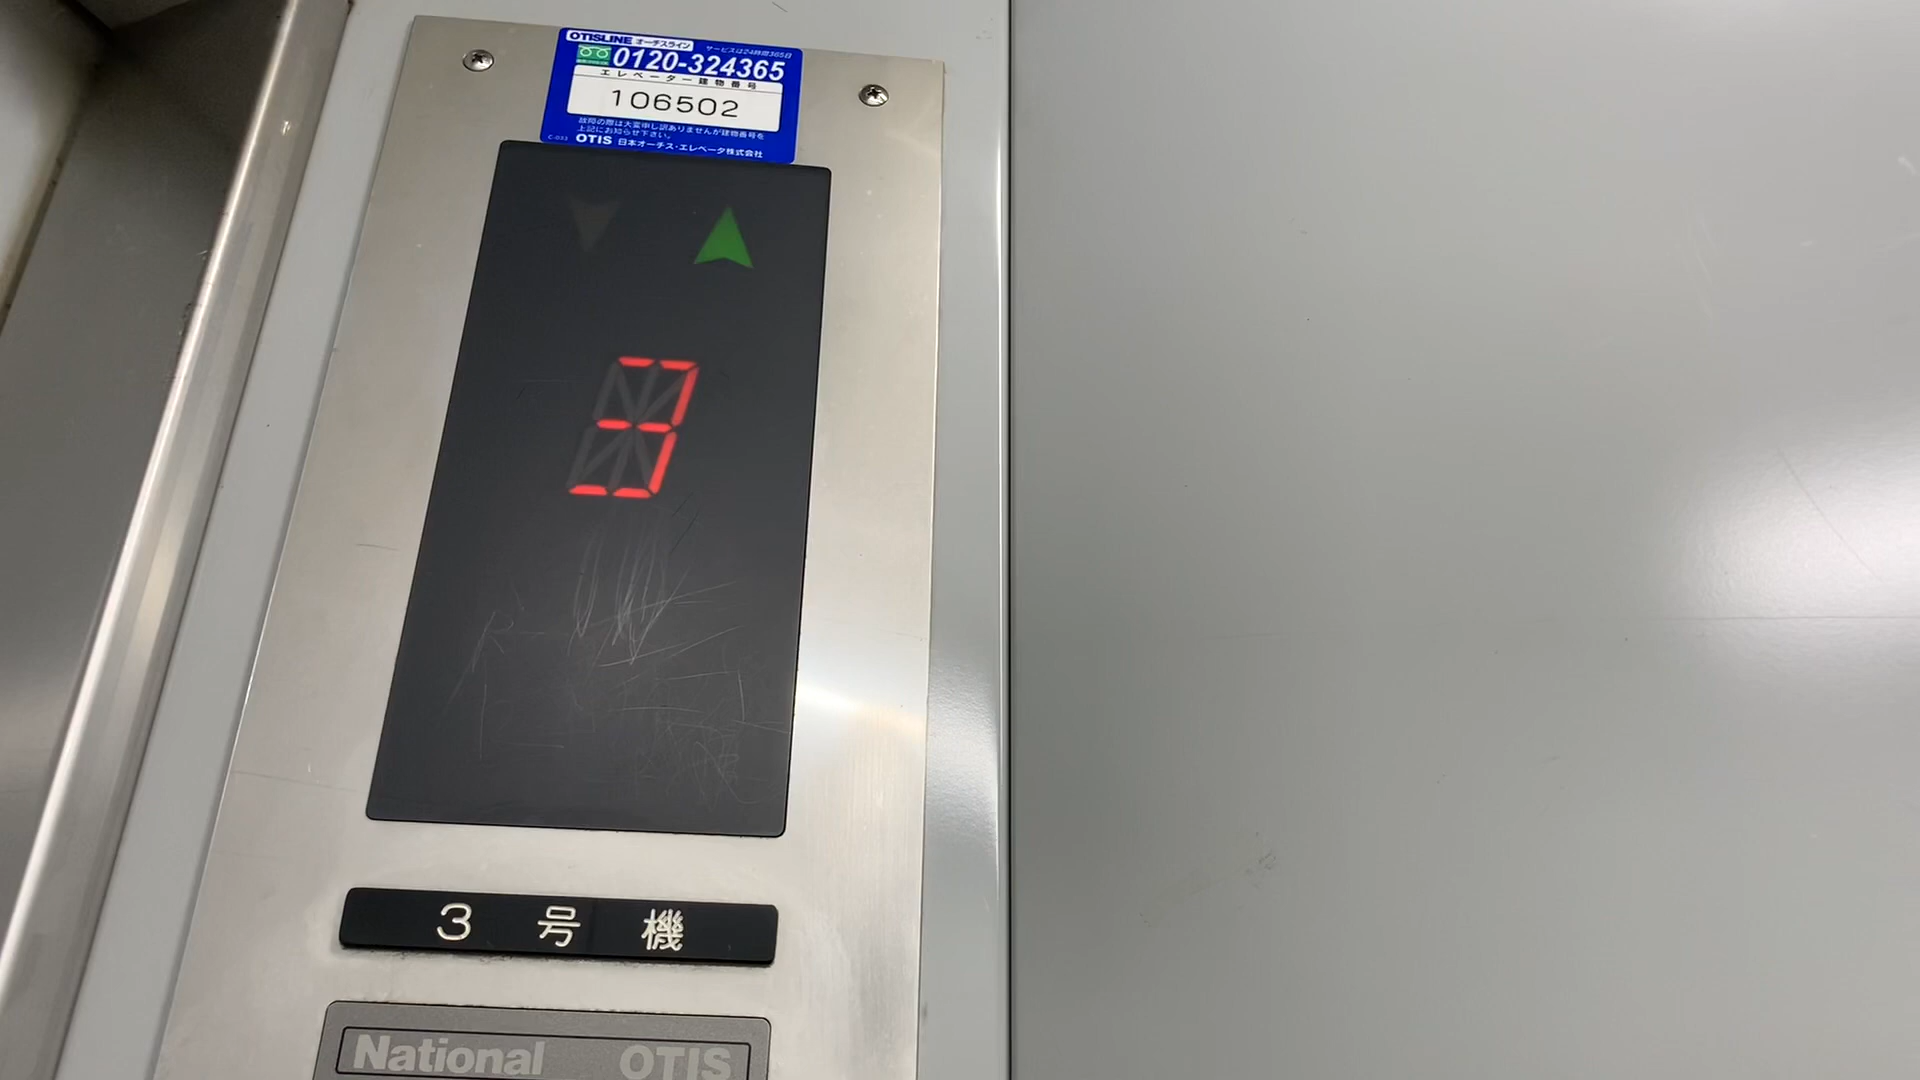 OTISLINE オーチスライン サービスは24時間365日
0120-324365
エレベーター建物番号
106502
故障の際は大変申し訳ありませんが建物番号を
上記にお知らせ下さい。
C-033 OTIS 日本オーチス・エレベータ株式会社
3
3号機
National OTIS